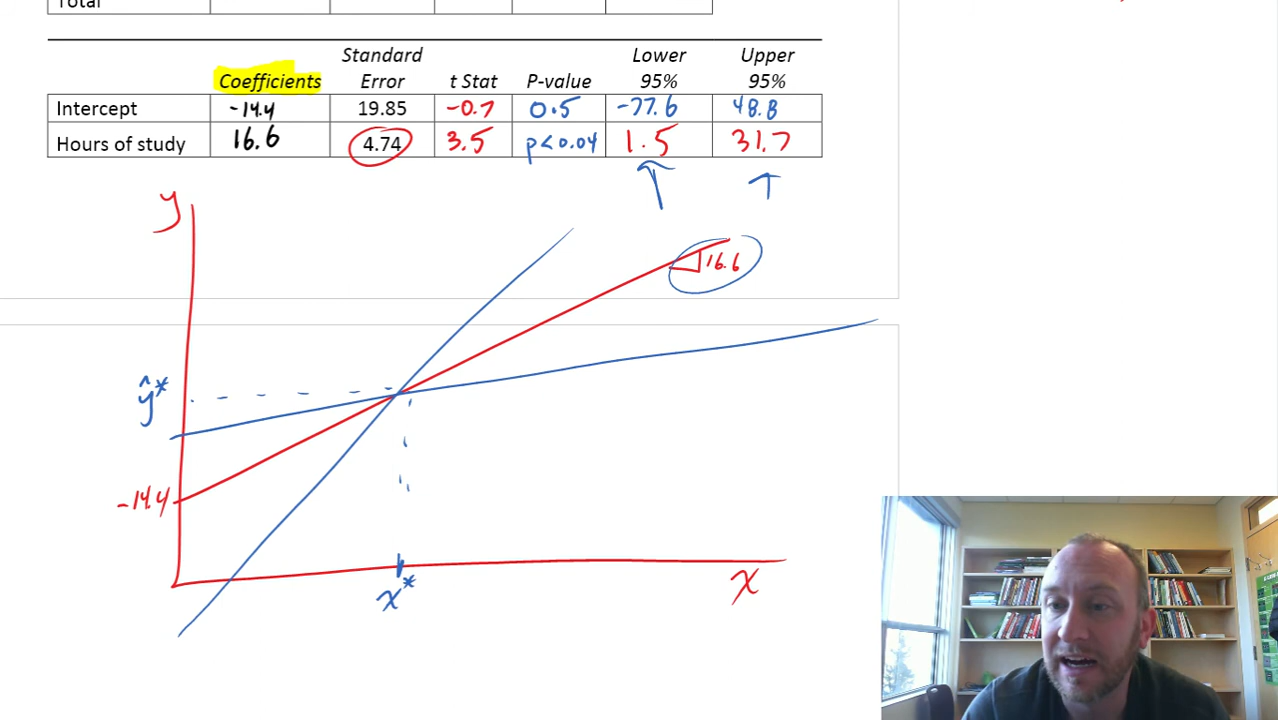 Total
Coefficients Standard Error t Stat P-value Lower 95% Upper 95%
Intercept -14.4 19.85 -0.7 0.5 -77.6 48.8
Hours of study 16.6 4.74 3.5 p<0.04 1.5 31.7
y
16.6
ŷ*
-14.4
x*
x